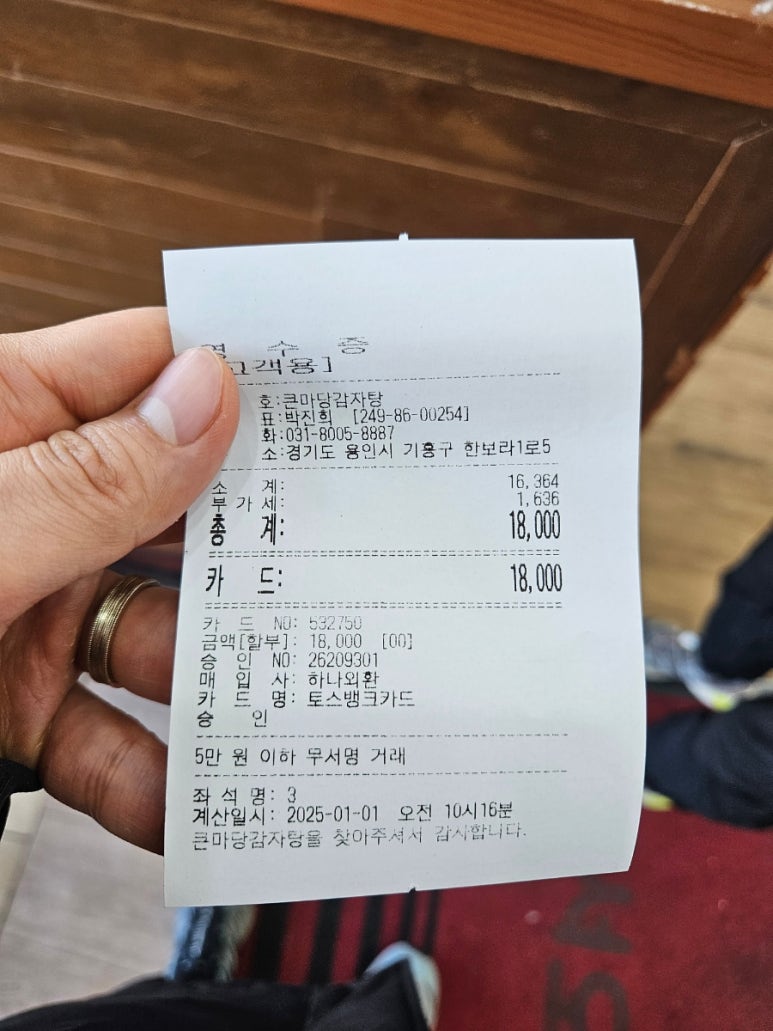 영 수 증
고객용]
호:큰마당감자탕
표:박진희 [249-86-00254]
화:031-8005-8887
소:경기도 용인시 기흥구 한보라1로5
소 계: 16,364
부 가 세: 1,636
총 계: 18,000
카 드: 18,000
카 드 NO: 532750
금액[할부]: 18,000 [00]
승 인 NO: 26209301
매 입 사: 하나외환
카 드 명: 토스뱅크카드
승 인
5만 원 이하 무서명 거래
좌 석 명: 3
계산일시: 2025-01-01 오전 10시16분
큰마당감자탕을 찾아주셔서 감사합니다.